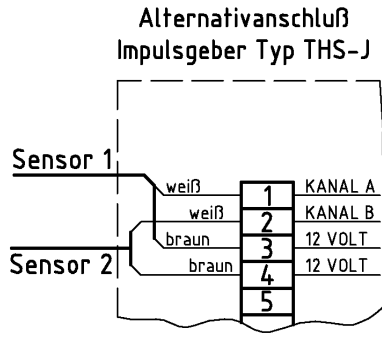 Alternativanschluß
Impulsgeber Typ THS-J
Sensor 1
weiß 1 KANAL A
weiß 2 KANAL B
braun 3 12 VOLT
Sensor 2
braun 4 12 VOLT
5